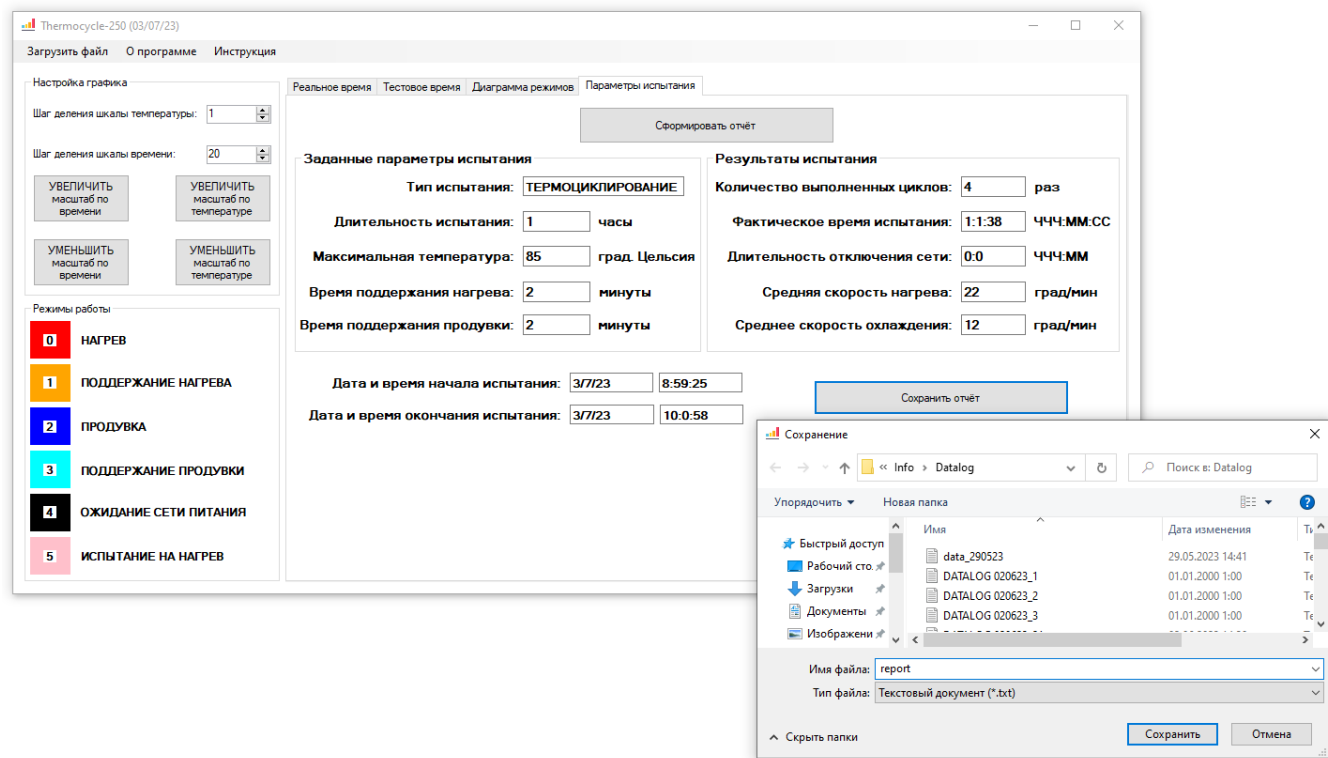 Thermocycle-250 (03/07/23)
Загрузить файл О программе Инструкция
Настройка графика
Шаг деления шкалы температуры: 1
Шаг деления шкалы времени: 20
УВЕЛИЧИТЬ масштаб по времени
УВЕЛИЧИТЬ масштаб по температуре
УМЕНЬШИТЬ масштаб по времени
УМЕНЬШИТЬ масштаб по температуре
Режимы работы
0 НАГРЕВ
1 ПОДДЕРЖАНИЕ НАГРЕВА
2 ПРОДУВКА
3 ПОДДЕРЖАНИЕ ПРОДУВКИ
4 ОЖИДАНИЕ СЕТИ ПИТАНИЯ
5 ИСПЫТАНИЕ НА НАГРЕВ
Реальное время Тестовое время Диаграмма режимов Параметры испытания
Сформировать отчёт
Заданные параметры испытания
Тип испытания: ТЕРМОЦИКЛИРОВАНИЕ
Длительность испытания: 1 часы
Максимальная температура: 85 град. Цельсия
Время поддержания нагрева: 2 минуты
Время поддержания продувки: 2 минуты
Результаты испытания
Количество выполненных циклов: 4 раз
Фактическое время испытания: 1:1:38 ЧЧЧ:ММ:СС
Длительность отключения сети: 0:0 ЧЧЧ:ММ
Средняя скорость нагрева: 22 град/мин
Среднее скорость охлаждения: 12 град/мин
Дата и время начала испытания: 3/7/23 8:59:25
Дата и время окончания испытания: 3/7/23 10:0:58
Сохранить отчёт
Сохранение
« Info › Datalog
Поиск в: Datalog
Упорядочить Новая папка
Быстрый доступ
Рабочий сто.
Загрузки
Документы
Изображени
Имя Дата изменения Ти
data_290523 29.05.2023 14:41 Те
DATALOG 020623_1 01.01.2000 1:00 Те
DATALOG 020623_2 01.01.2000 1:00 Те
DATALOG 020623_3 01.01.2000 1:00 Те
Имя файла: report
Тип файла: Текстовый документ (*.txt)
Скрыть папки
Сохранить Отмена